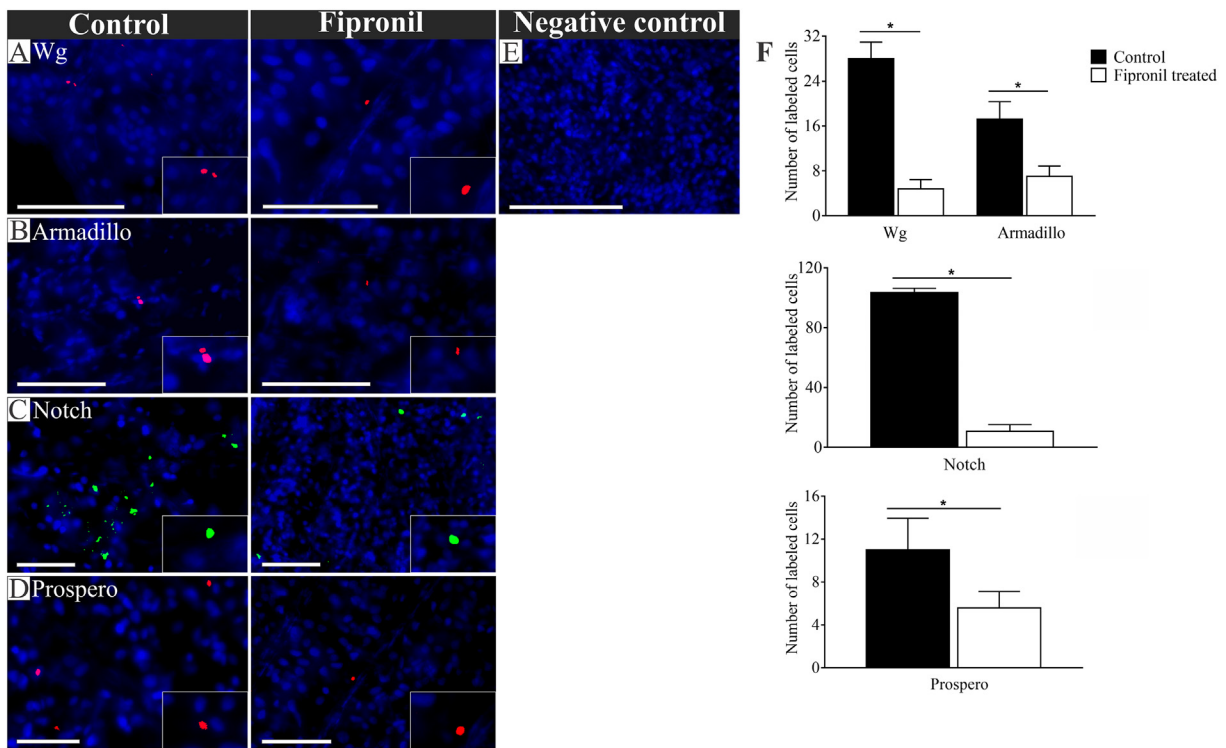 Control Fipronil Negative control
A Wg
E
B Armadillo
C Notch
D Prospero
F
Control
Fipronil treated
Number of labeled cells
32
24
16
8
0
*
*
Wg Armadillo
Number of labeled cells
120
80
40
0
*
Notch
Number of labeled cells
16
12
8
4
0
*
Prospero